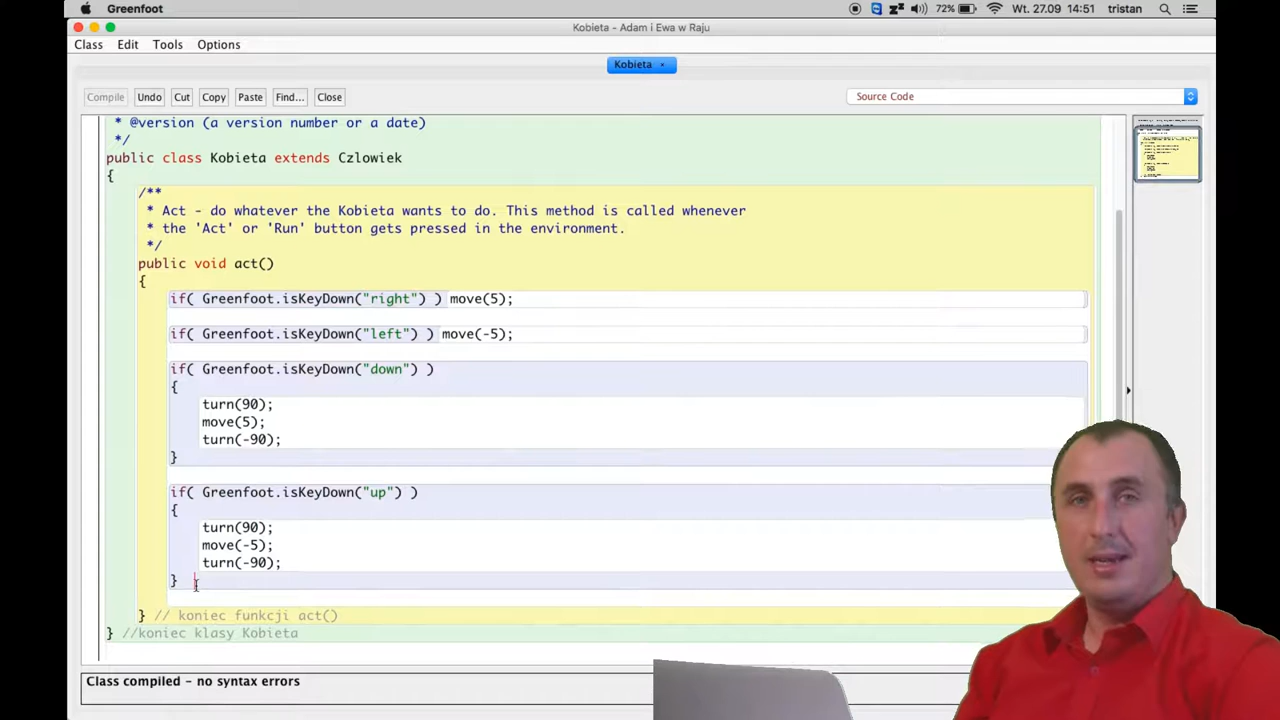 Greenfoot
72%
Wt. 27.09 14:51 tristan
Kobieta - Adam i Ewa w Raju
Class Edit Tools Options
Kobieta ×
Compile Undo Cut Copy Paste Find... Close
Source Code
* @version (a version number or a date)
*/
public class Kobieta extends Czlowiek
{
/**
* Act - do whatever the Kobieta wants to do. This method is called whenever
* the 'Act' or 'Run' button gets pressed in the environment.
*/
public void act()
{
if( Greenfoot.isKeyDown("right") ) move(5);
if( Greenfoot.isKeyDown("left") ) move(-5);
if( Greenfoot.isKeyDown("down") )
{
turn(90);
move(5);
turn(-90);
}
if( Greenfoot.isKeyDown("up") )
{
turn(90);
move(-5);
turn(-90);
}
} // koniec funkcji act()
} //koniec klasy Kobieta
Class compiled - no syntax errors